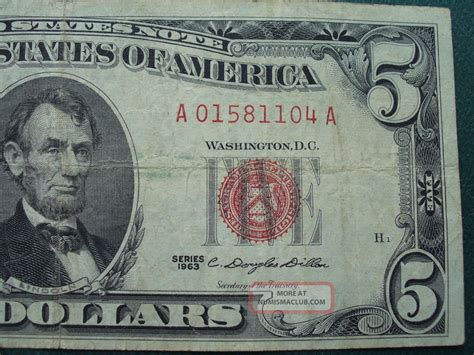 STATES NOTE
STATES OF AMERICA
5
A 01581104 A
WASHINGTON, D.C.
FIVE
H 1
SERIES
1963
C. Douglas Dillon
Secretary of the Treasury
LINCOLN
DOLLARS
5
MORE AT
NUMISMACLUB.COM